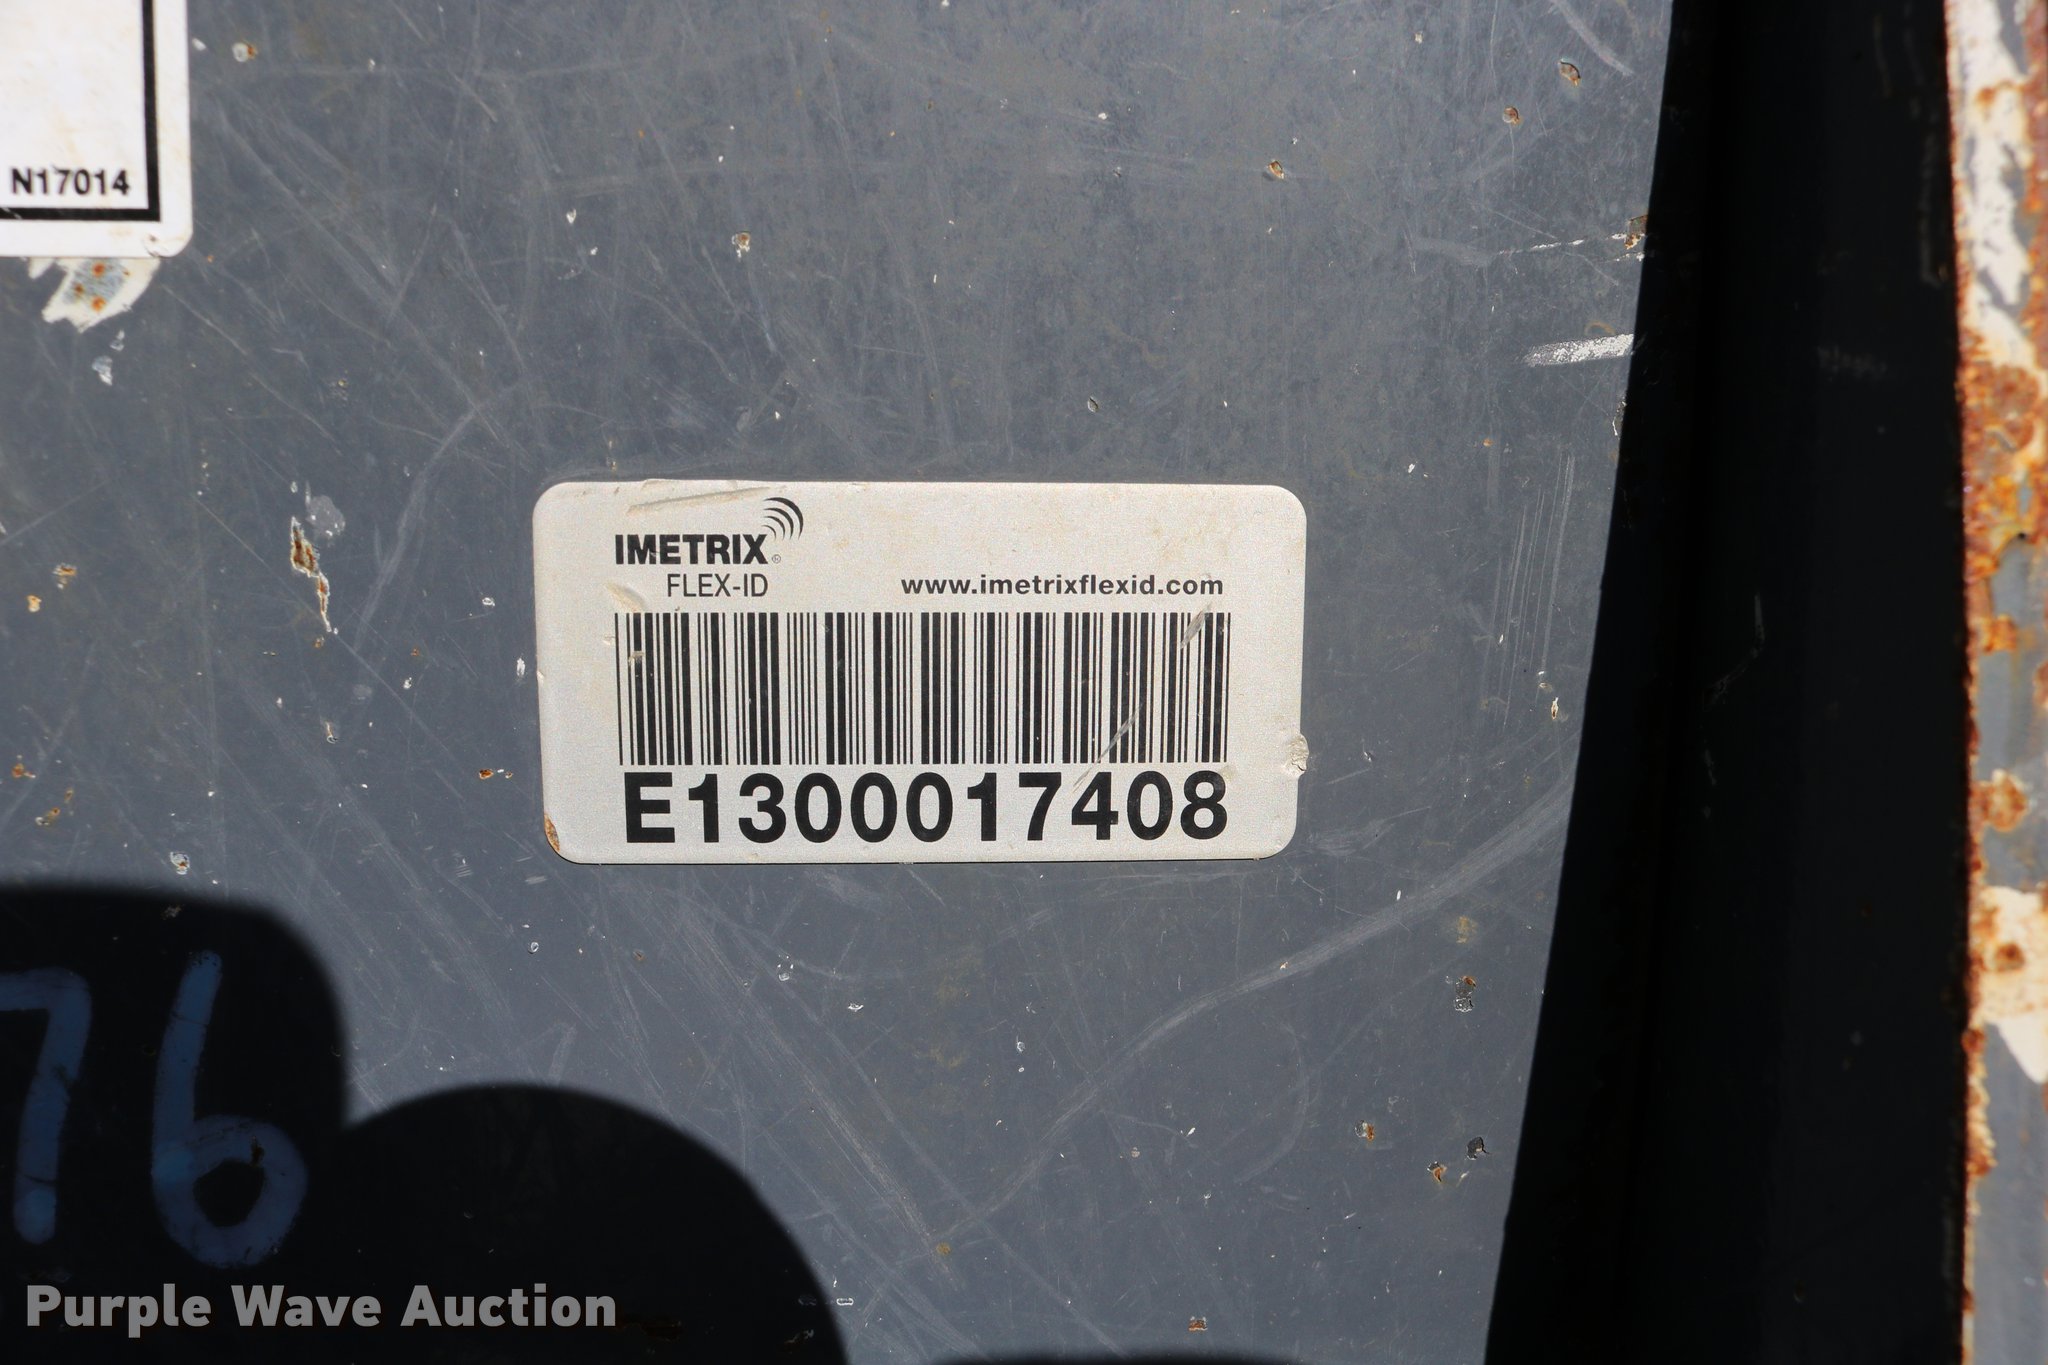 N17014
IMETRIX®
FLEX-ID
www.imetrixflexid.com
E1300017408
76
Purple Wave Auction